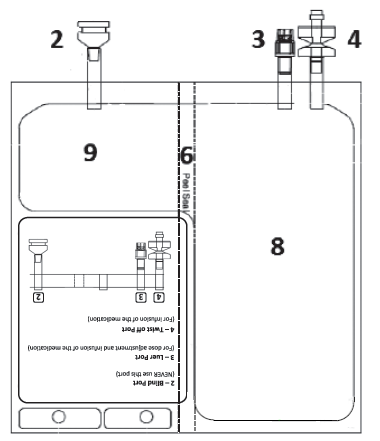 2
3
4
9
6
Peel Seal
8
2
3
4
4 – Twist off Port
(For infusion of the medication)
3 – Luer Port
(For dose adjustment and infusion of the medication)
2 – Blind Port
(NEVER use this port)